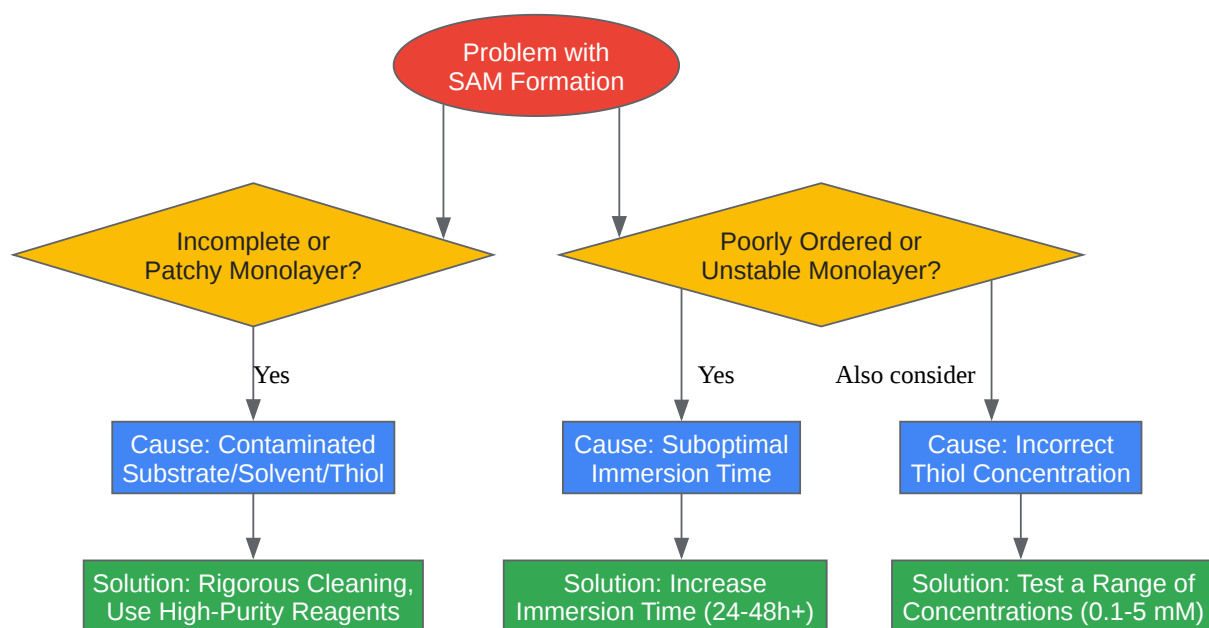 Problem with
SAM Formation
Incomplete or
Patchy Monolayer?
Poorly Ordered or
Unstable Monolayer?
Yes
Yes
Also consider
Cause: Contaminated
Substrate/Solvent/Thiol
Cause: Suboptimal
Immersion Time
Cause: Incorrect
Thiol Concentration
Solution: Rigorous Cleaning,
Use High-Purity Reagents
Solution: Increase
Immersion Time (24-48h+)
Solution: Test a Range of
Concentrations (0.1-5 mM)